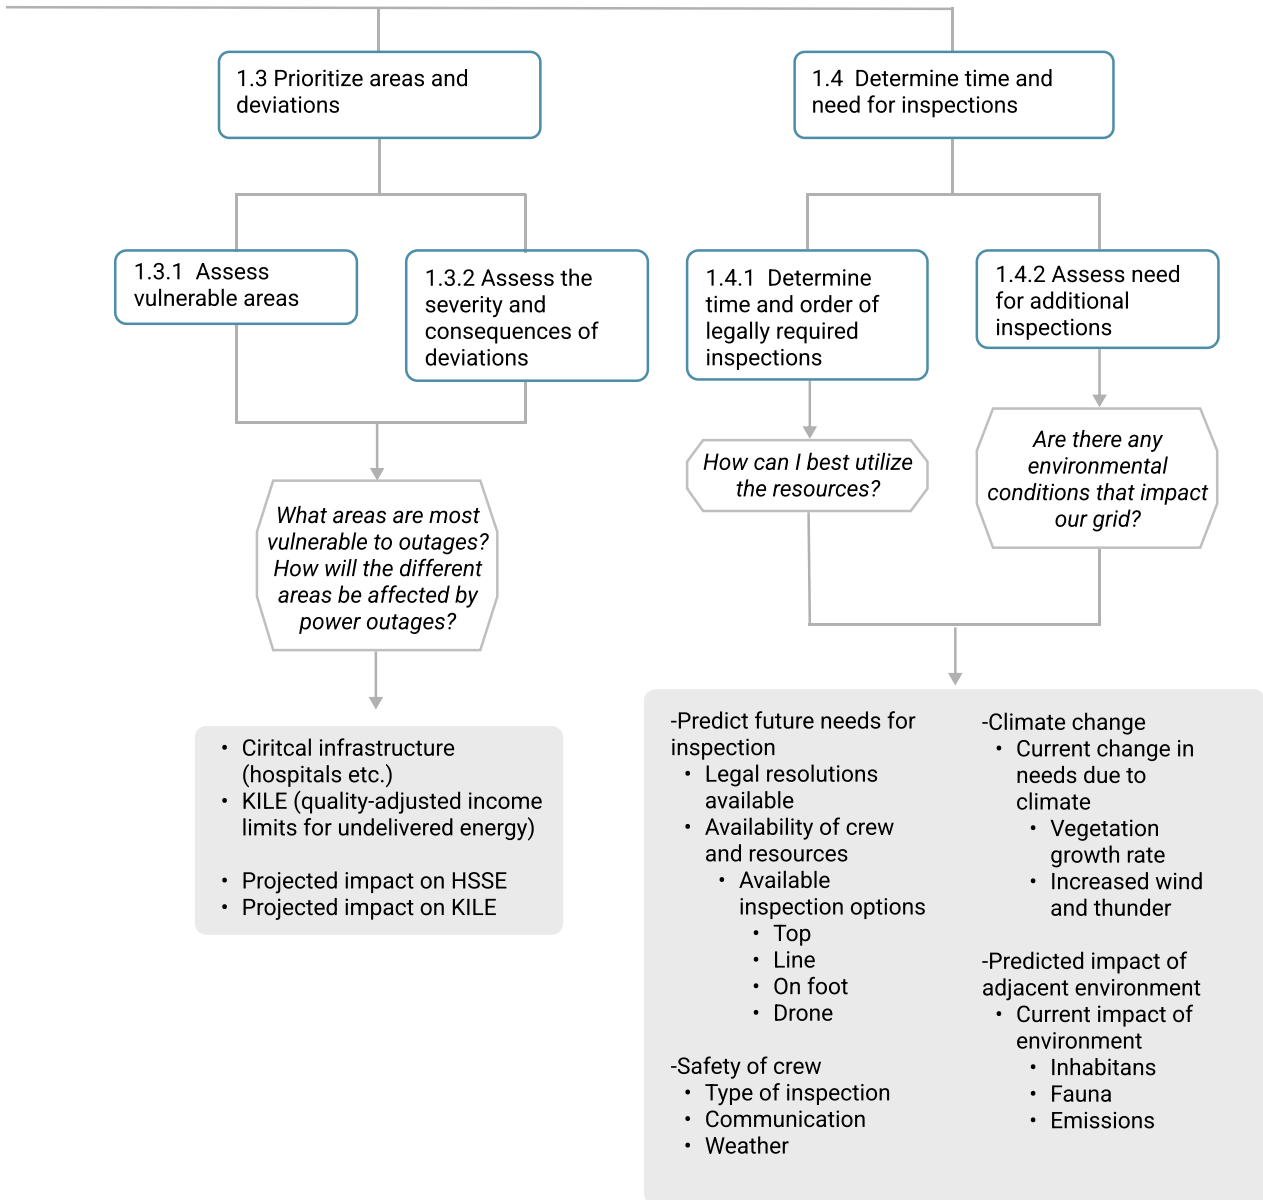 1.3 Prioritize areas and
deviations
1.4  Determine time and
need for inspections
1.3.1  Assess
vulnerable areas
1.3.2 Assess the
severity and
consequences of
deviations
1.4.1  Determine
time and order of
legally required
inspections
1.4.2 Assess need
for additional
inspections
What areas are most
vulnerable to outages?
How will the different
areas be affected by
power outages?
How can I best utilize
the resources?
Are there any
environmental
conditions that impact
our grid?
• Ciritcal infrastructure
(hospitals etc.)
• KILE (quality-adjusted income
limits for undelivered energy)
• Projected impact on HSSE
• Projected impact on KILE
-Predict future needs for
inspection
• Legal resolutions
available
• Availability of crew
and resources
• Available
inspection options
• Top
• Line
• On foot
• Drone
-Safety of crew
• Type of inspection
• Communication
• Weather
-Climate change
• Current change in
needs due to
climate
• Vegetation
growth rate
• Increased wind
and thunder
-Predicted impact of
adjacent environment
• Current impact of
environment
• Inhabitans
• Fauna
• Emissions